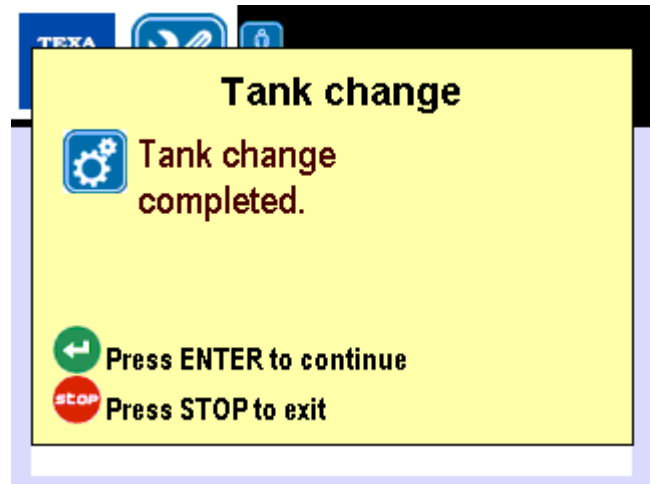 TEXA
Tank change
Tank change
completed.
Press ENTER to continue
stop
Press STOP to exit